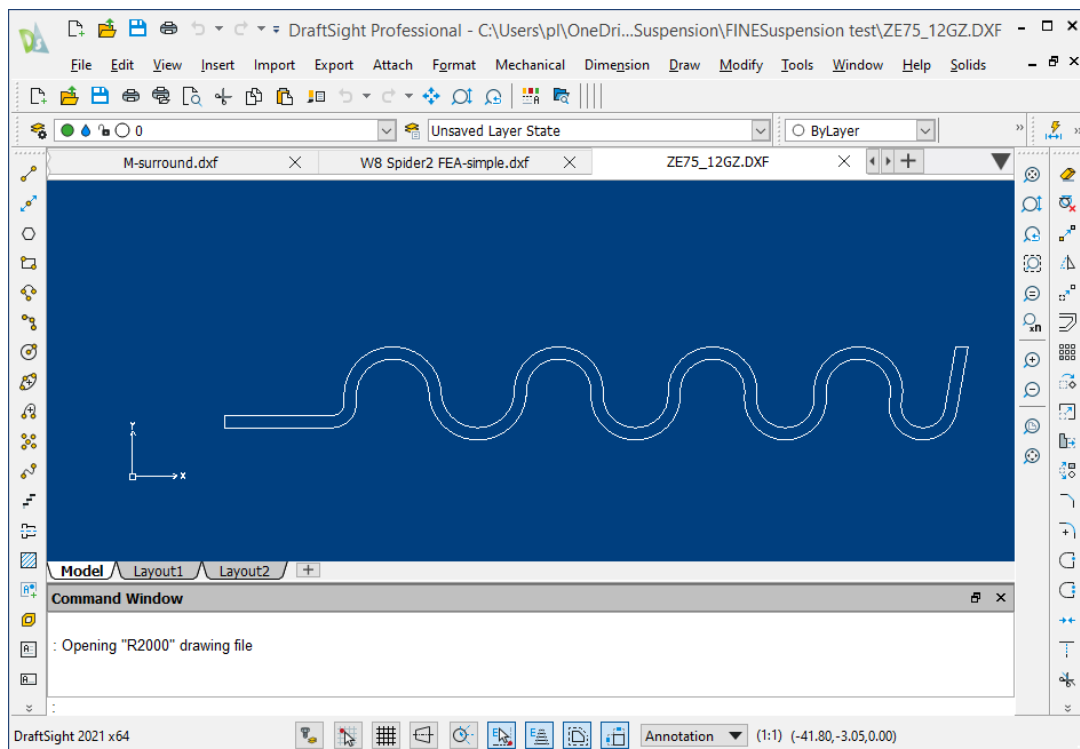 DraftSight Professional - C:\Users\pl\OneDri...Suspension\FINESuspension test\ZE75_12GZ.DXF
File Edit View Insert Import Export Attach Format Mechanical Dimension Draw Modify Tools Window Help Solids
0 Unsaved Layer State ByLayer
M-surround.dxf W8 Spider2 FEA-simple.dxf ZE75_12GZ.DXF
Y
X
Model Layout1 Layout2
Command Window
: Opening "R2000" drawing file
:
DraftSight 2021 x64 Annotation (1:1) (-41.80,-3.05,0.00)